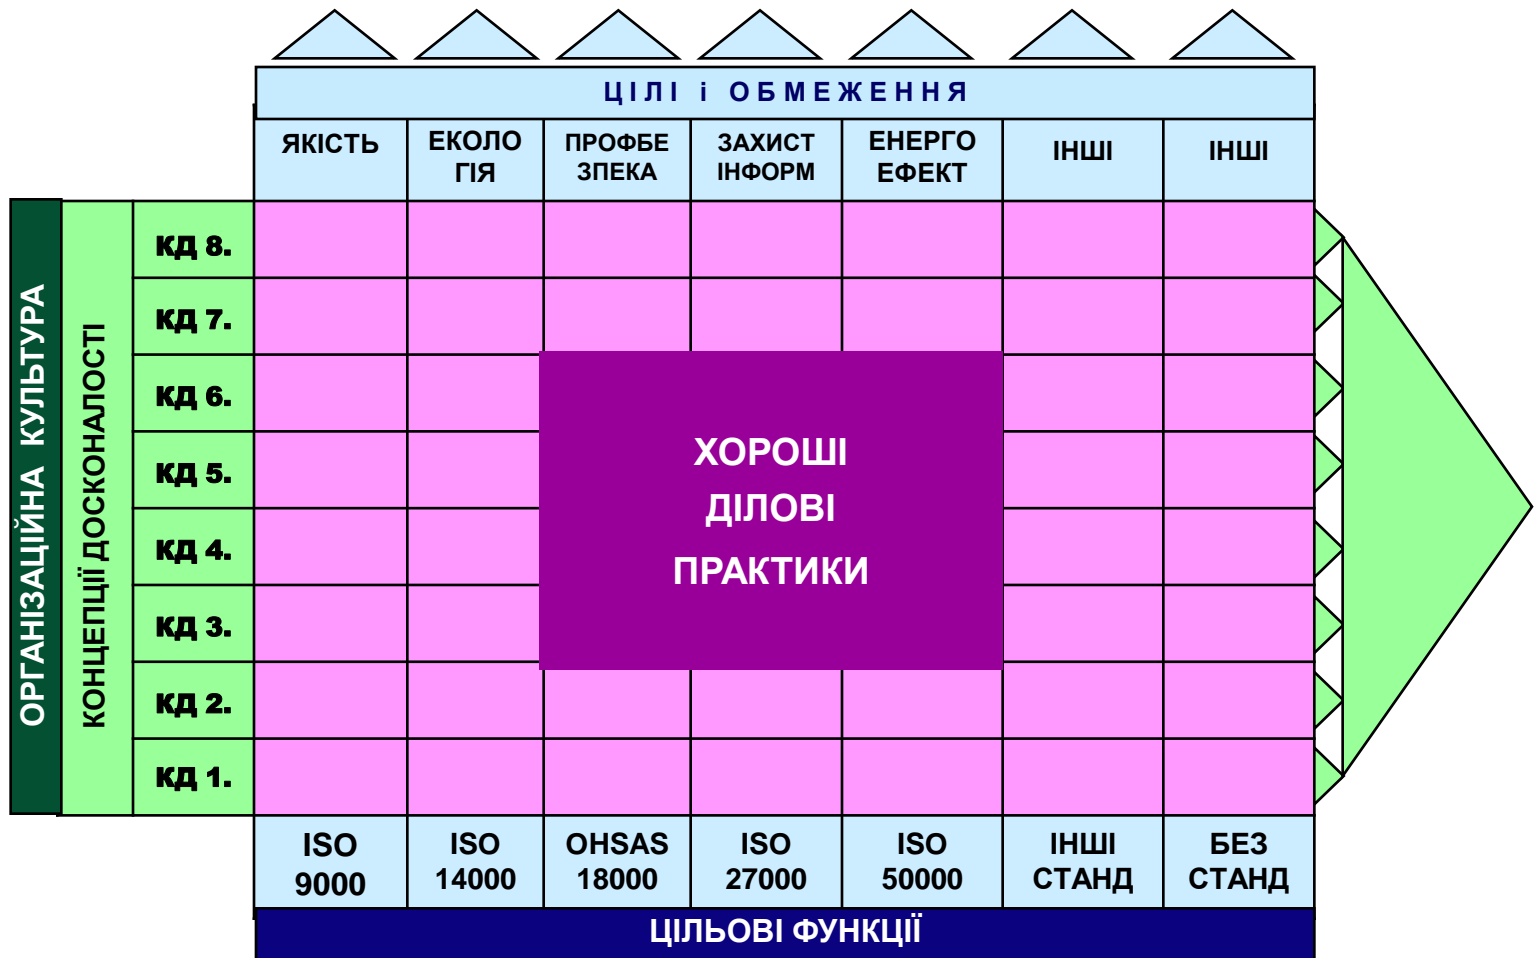 ЦІЛІ і ОБМЕЖЕННЯ
ЯКІСТЬ
ЕКОЛО
ГІЯ
ПРОФБЕ
ЗПЕКА
ЗАХИСТ
ІНФОРМ
ЕНЕРГО
ЕФЕКТ
ІНШІ
ІНШІ
ОРГАНІЗАЦІЙНА КУЛЬТУРА
КОНЦЕПЦІЇ ДОСКОНАЛОСТІ
КД 8.
КД 7.
КД 6.
КД 5.
КД 4.
КД 3.
КД 2.
КД 1.
ХОРОШІ
ДІЛОВІ
ПРАКТИКИ
ISO
9000
ISO
14000
OHSAS
18000
ISO
27000
ISO
50000
ІНШІ
СТАНД
БЕЗ
СТАНД
ЦІЛЬОВІ ФУНКЦІЇ